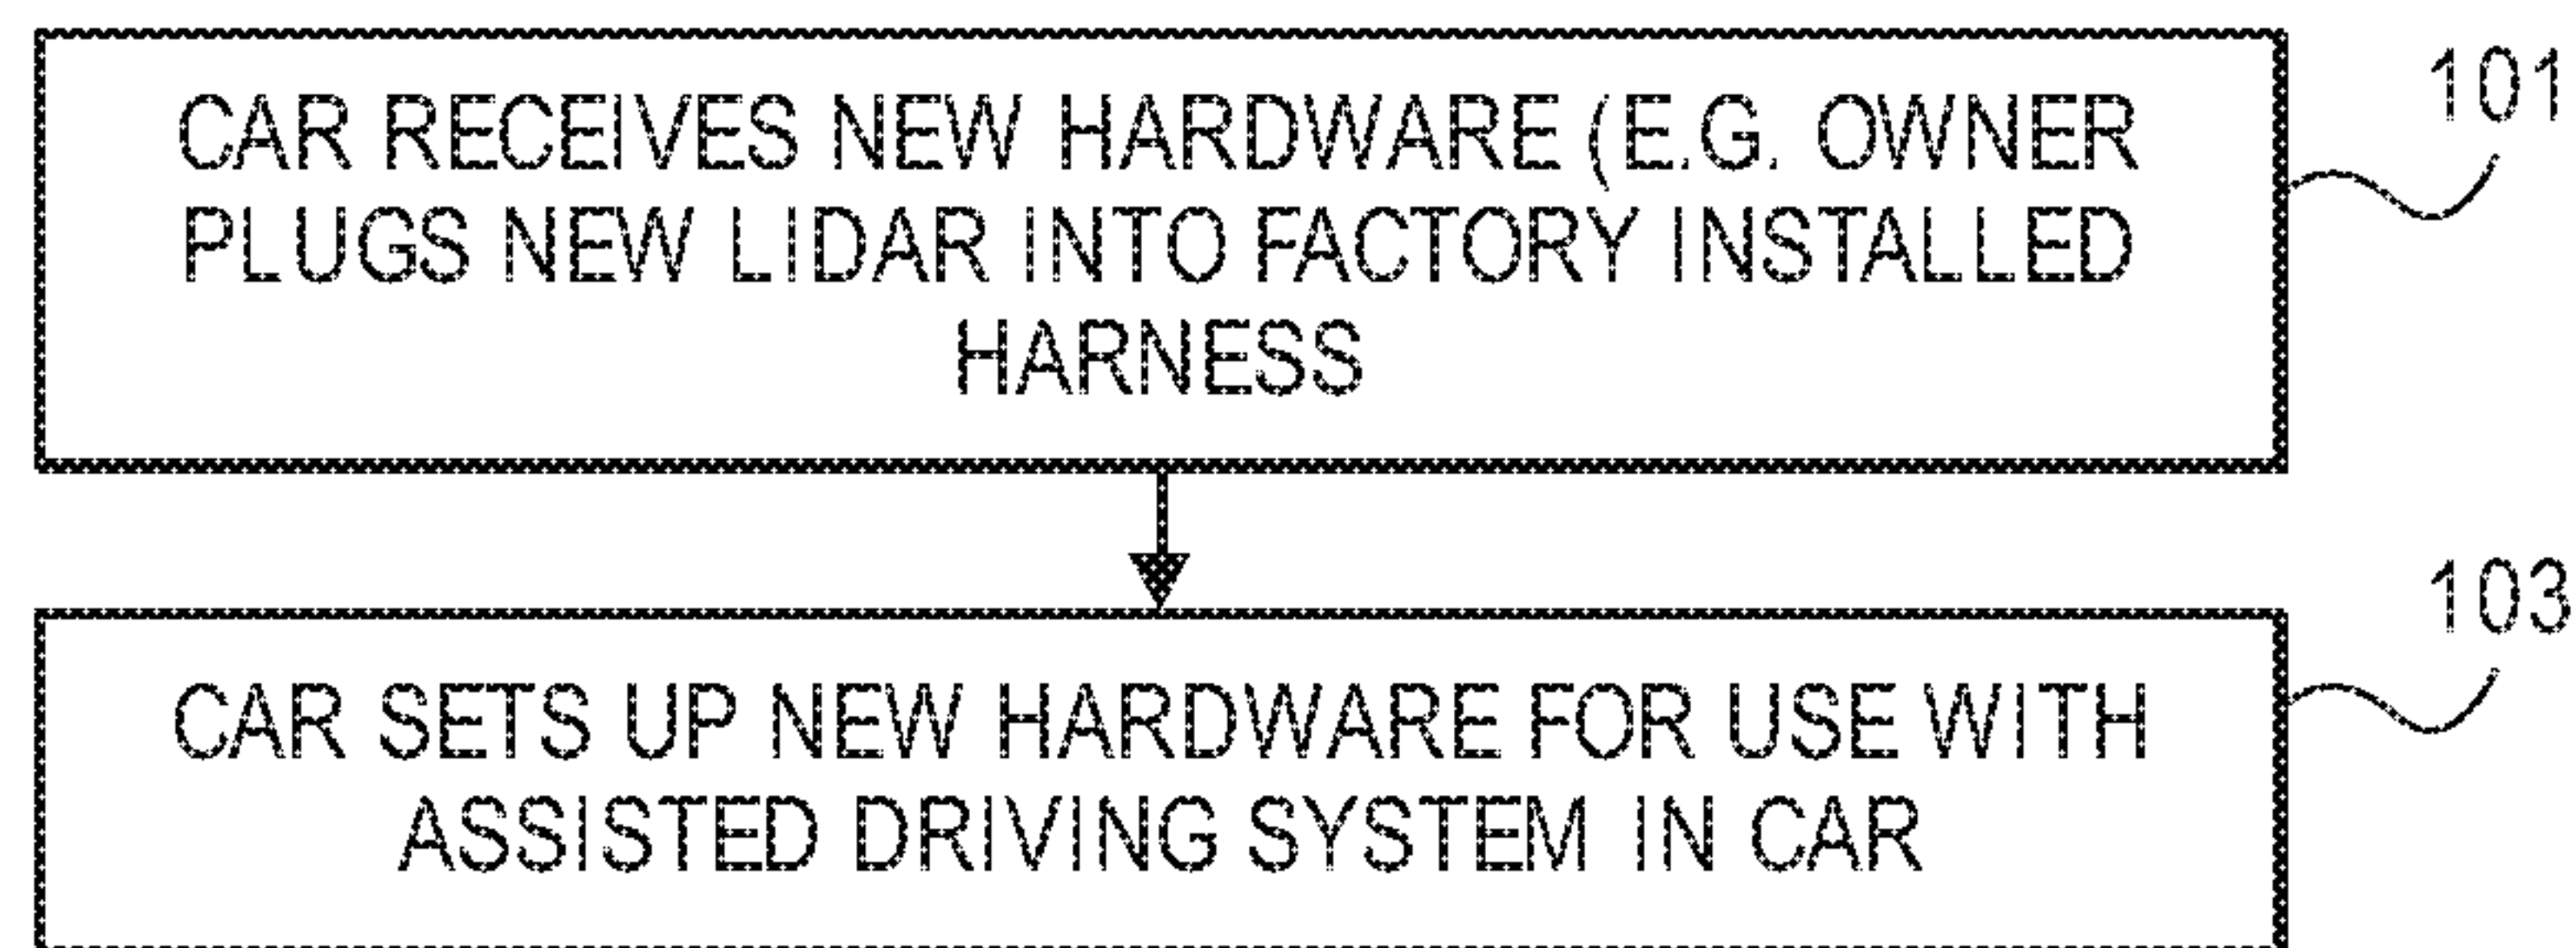 CAR RECEIVES NEW HARDWARE (E.G. OWNER
PLUGS NEW LIDAR INTO FACTORY INSTALLED
HARNESS
101
CAR SETS UP NEW HARDWARE FOR USE WITH
ASSISTED DRIVING SYSTEM IN CAR
103